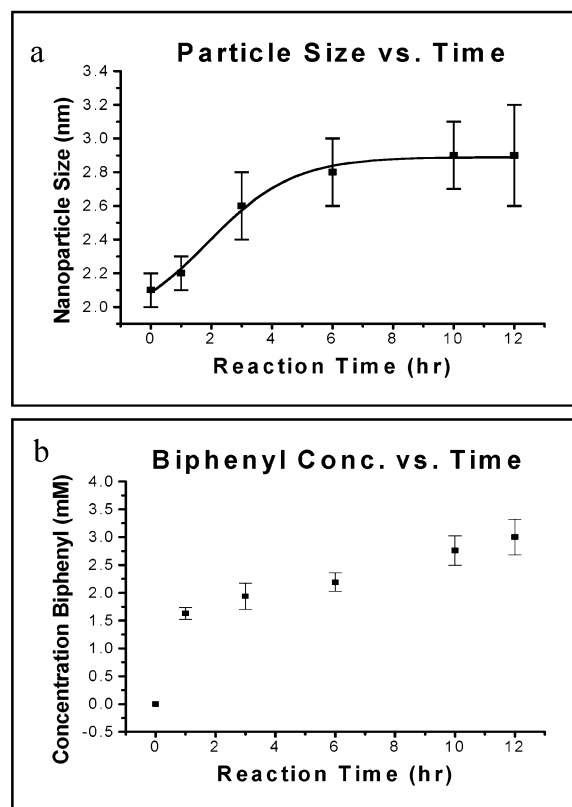 a
Particle Size vs. Time
Nanoparticle Size (nm)
3.4
3.2
3.0
2.8
2.6
2.4
2.2
2.0
0 2 4 6 8 10 12
Reaction Time (hr)
b
Biphenyl Conc. vs. Time
Concentration Biphenyl (mM)
4.0
3.5
3.0
2.5
2.0
1.5
1.0
0.5
0.0
-0.5
0 2 4 6 8 10 12
Reaction Time (hr)